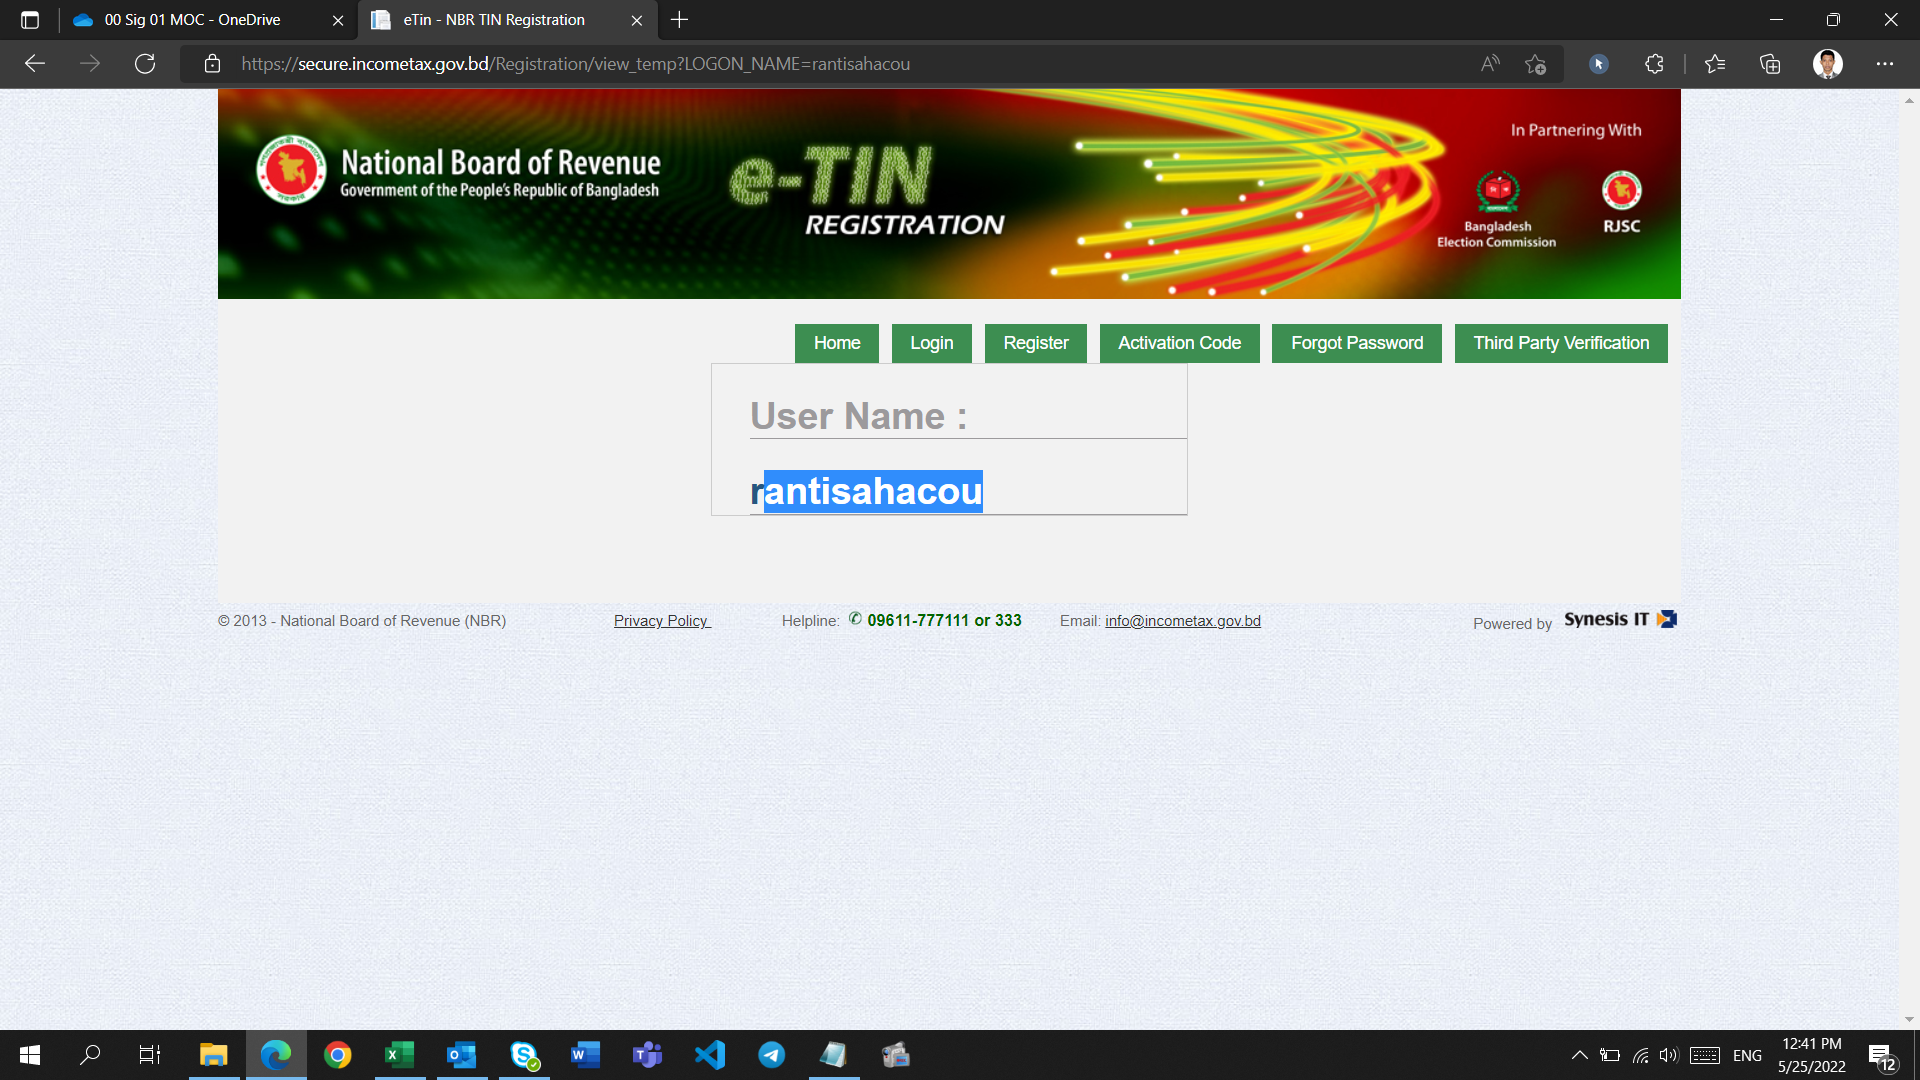 00 Sig 01 MOC - OneDrive
eTin - NBR TIN Registration
https://secure.incometax.gov.bd/Registration/view_temp?LOGON_NAME=rantisahacou
National Board of Revenue
Government of the People's Republic of Bangladesh
e-TIN
REGISTRATION
In Partnering With
Bangladesh
Election Commission
RJSC
Home
Login
Register
Activation Code
Forgot Password
Third Party Verification
User Name :
rantisahacou
© 2013 - National Board of Revenue (NBR)
Privacy Policy
Helpline: ✆ 09611-777111 or 333
Email: info@incometax.gov.bd
Powered by Synesis IT
ENG
12:41 PM
5/25/2022
12